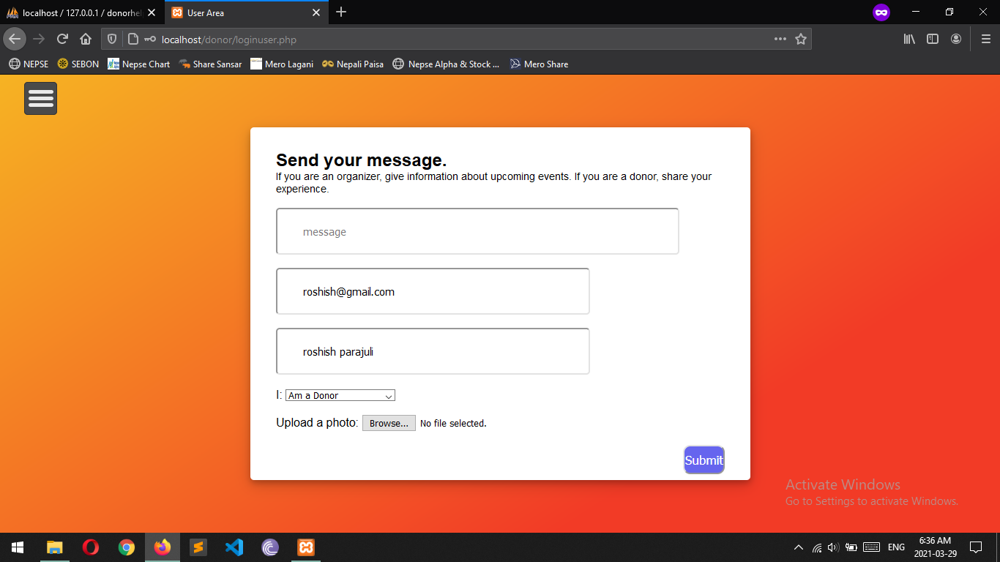 localhost / 127.0.0.1 / donorhel
User Area
localhost/donor/loginuser.php
NEPSE
SEBON
Nepse Chart
Share Sansar
Mero Lagani
Nepali Paisa
Nepse Alpha & Stock ...
Mero Share
Send your message.
If you are an organizer, give information about upcoming events. If you are a donor, share your
experience.
message
roshish@gmail.com
roshish parajuli
I: Am a Donor
Upload a photo: Browse... No file selected.
Submit
Activate Windows
Go to Settings to activate Windows.
ENG
6:36 AM
2021-03-29